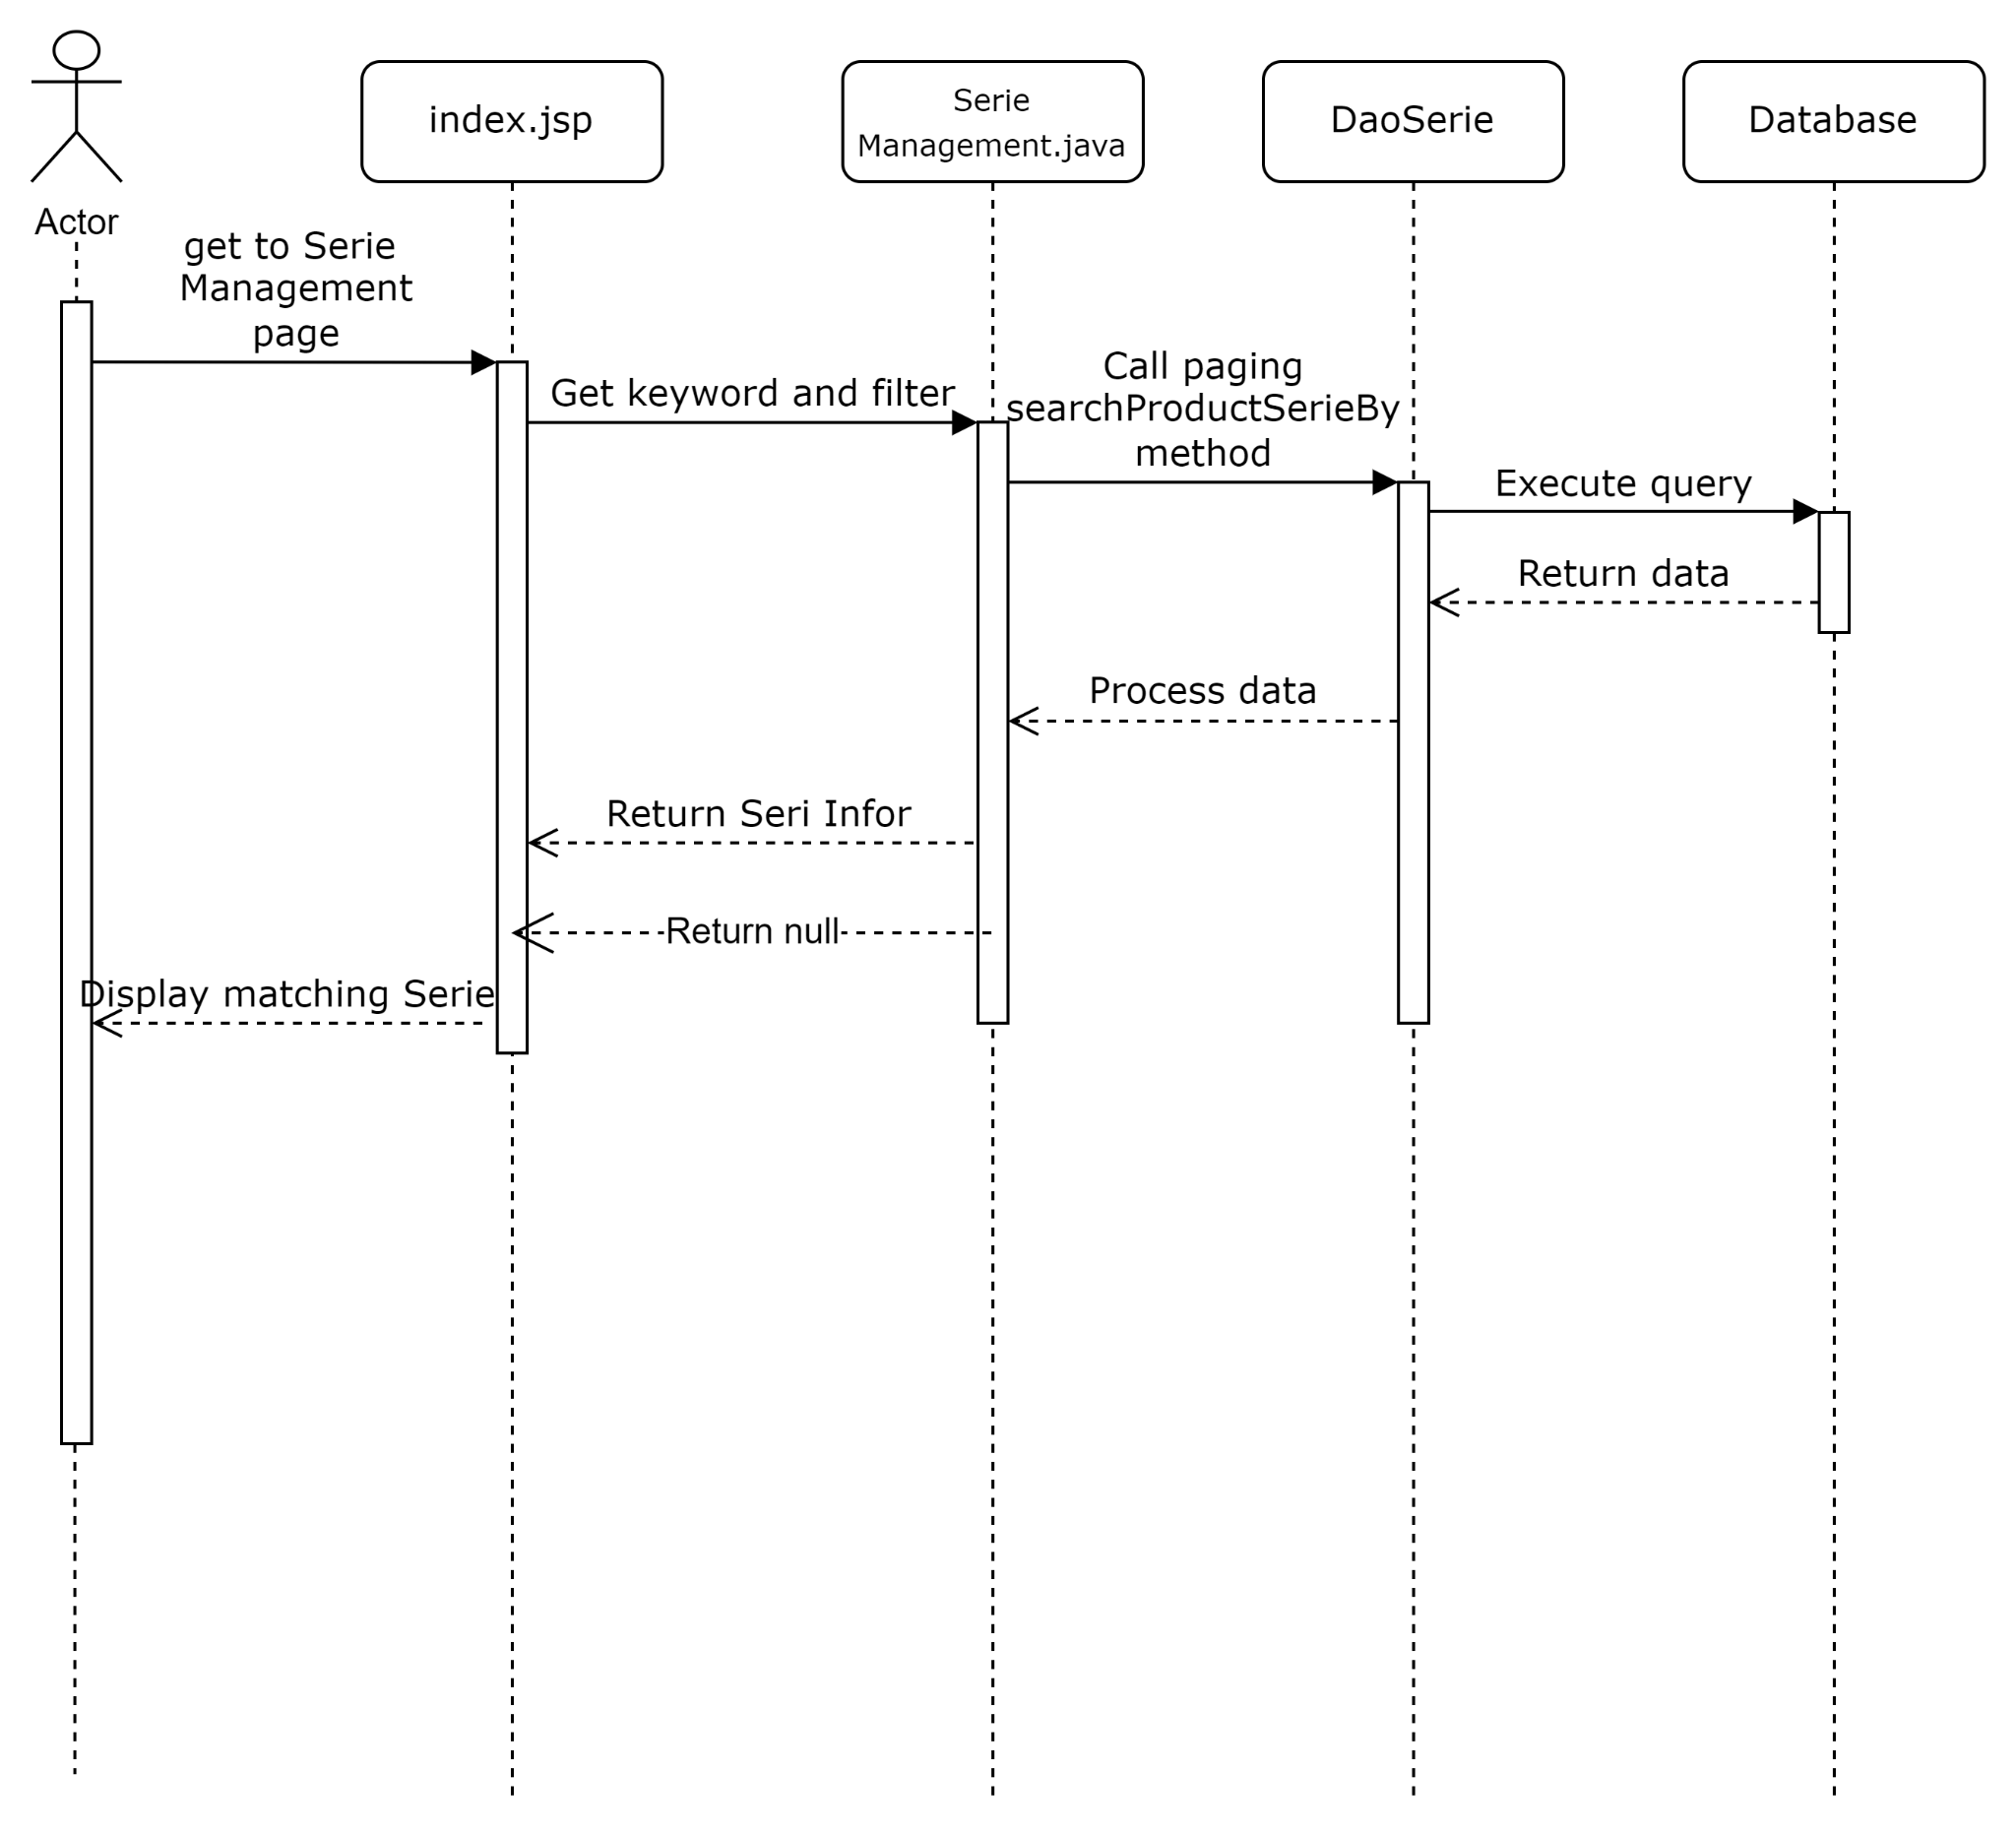 Actor
index.jsp
Serie
Management.java
DaoSerie
Database
get to Serie
Management
page
Get keyword and filter
Call paging
searchProductSerieBy
method
Execute query
Return data
Process data
Return Seri Infor
Return null
Display matching Serie